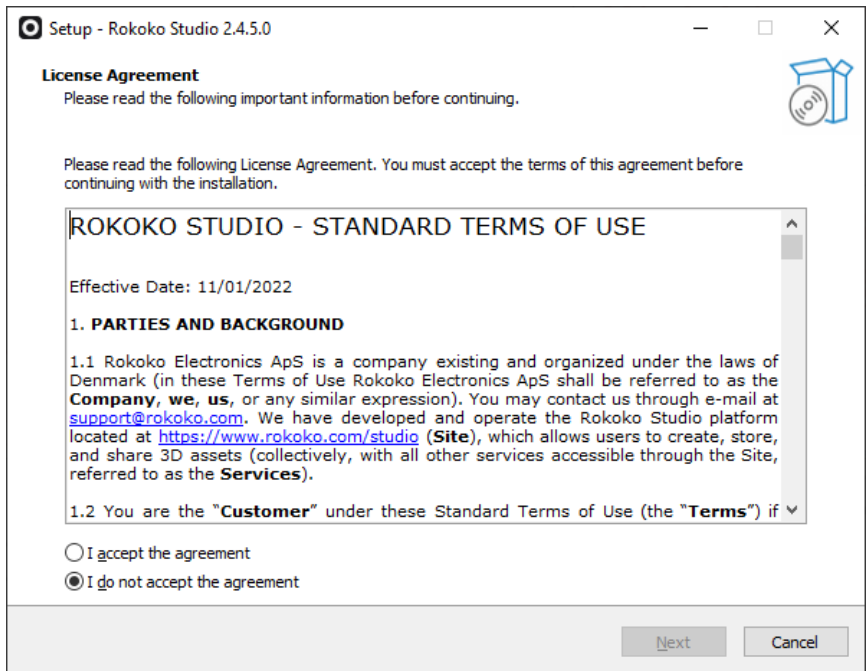 Setup - Rokoko Studio 2.4.5.0
License Agreement
Please read the following important information before continuing.
Please read the following License Agreement. You must accept the terms of this agreement before
continuing with the installation.
ROKOKO STUDIO - STANDARD TERMS OF USE
Effective Date: 11/01/2022
1. PARTIES AND BACKGROUND
1.1 Rokoko Electronics ApS is a company existing and organized under the laws of
Denmark (in these Terms of Use Rokoko Electronics ApS shall be referred to as the
Company, we, us, or any similar expression). You may contact us through e-mail at
support@rokoko.com. We have developed and operate the Rokoko Studio platform
located at https://www.rokoko.com/studio (Site), which allows users to create, store,
and share 3D assets (collectively, with all other services accessible through the Site,
referred to as the Services).
1.2 You are the “Customer” under these Standard Terms of Use (the “Terms”) if
I accept the agreement
I do not accept the agreement
Next
Cancel